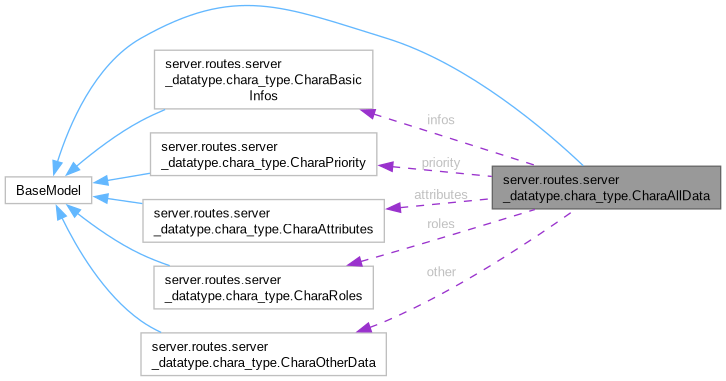 server.routes.server
_datatype.chara_type.CharaBasic
Infos
infos
server.routes.server
_datatype.chara_type.CharaPriority
priority
BaseModel
server.routes.server
_datatype.chara_type.CharaAllData
attributes
server.routes.server
_datatype.chara_type.CharaAttributes
roles
server.routes.server
_datatype.chara_type.CharaRoles
other
server.routes.server
_datatype.chara_type.CharaOtherData